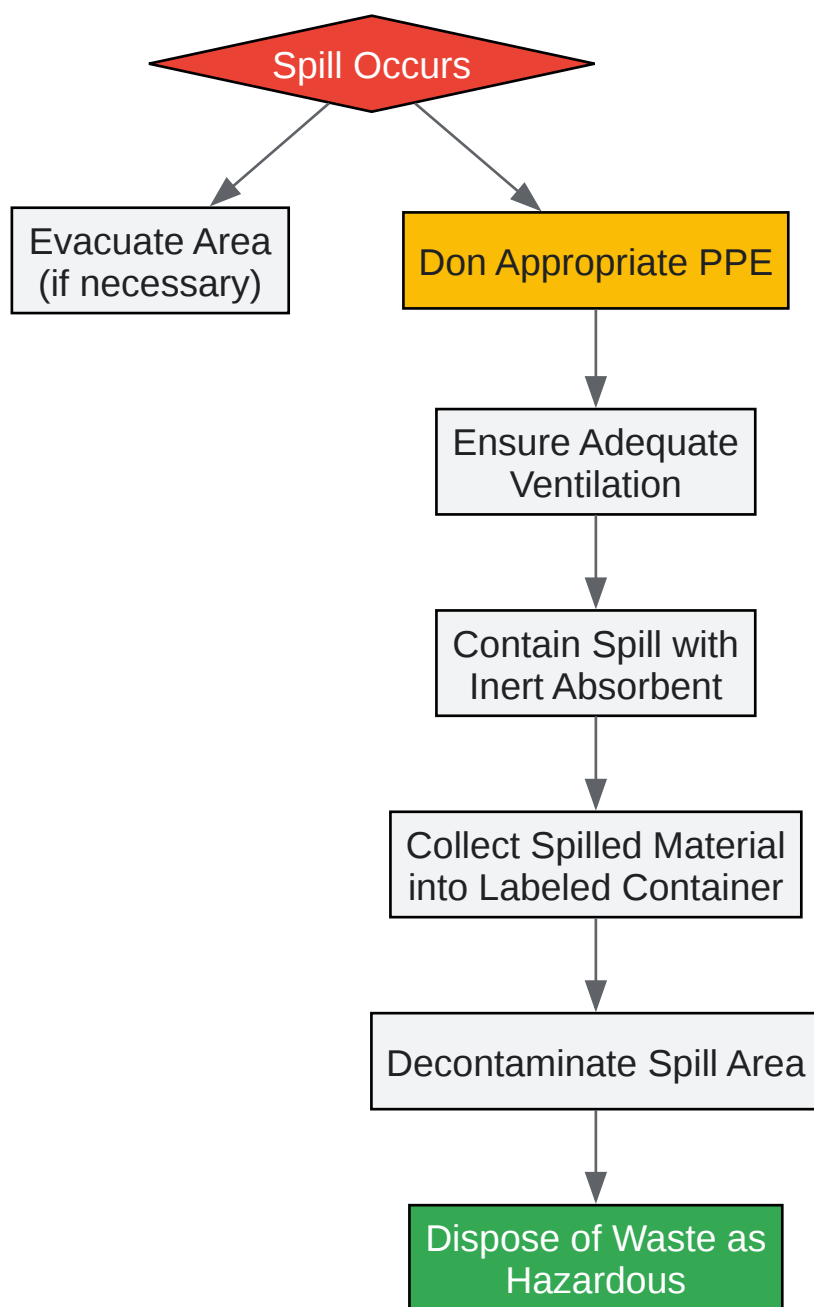 Spill Occurs
Evacuate Area
(if necessary)
Don Appropriate PPE
Ensure Adequate
Ventilation
Contain Spill with
Inert Absorbent
Collect Spilled Material
into Labeled Container
Decontaminate Spill Area
Dispose of Waste as
Hazardous